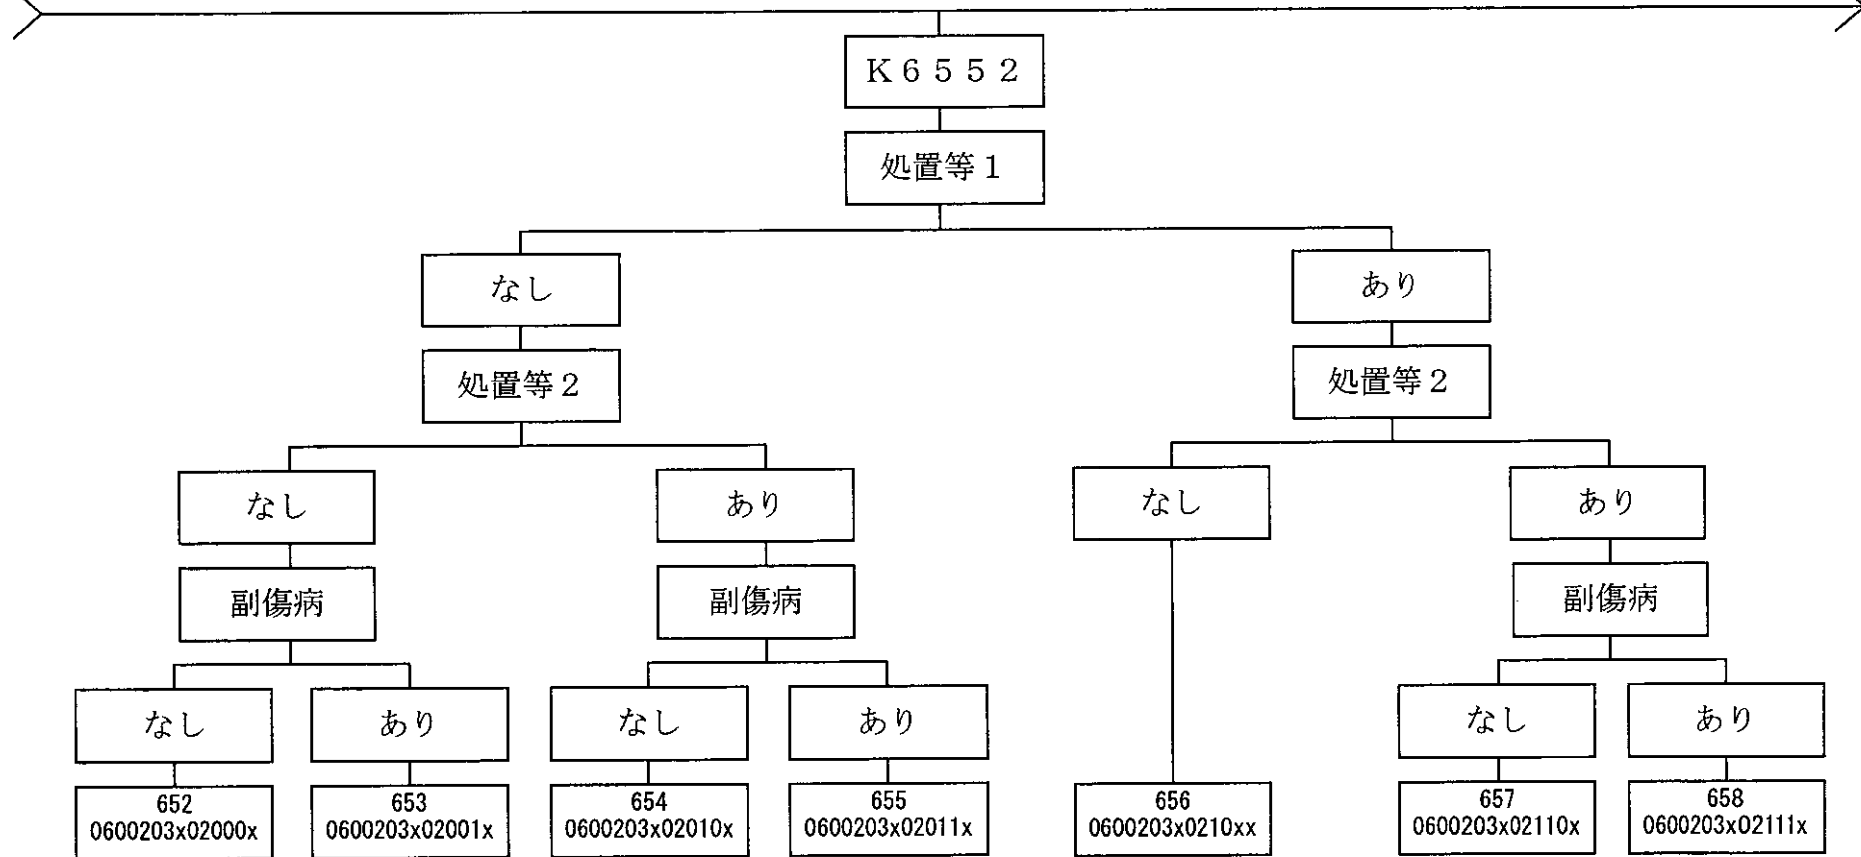 K6552
処置等1
なし
あり
処置等2
処置等2
なし
あり
なし
あり
副傷病
副傷病
副傷病
なし
あり
なし
あり
なし
あり
652
0600203x02000x
653
0600203x02001x
654
0600203x02010x
655
0600203x02011x
656
0600203x0210xx
657
0600203x02110x
658
0600203x02111x